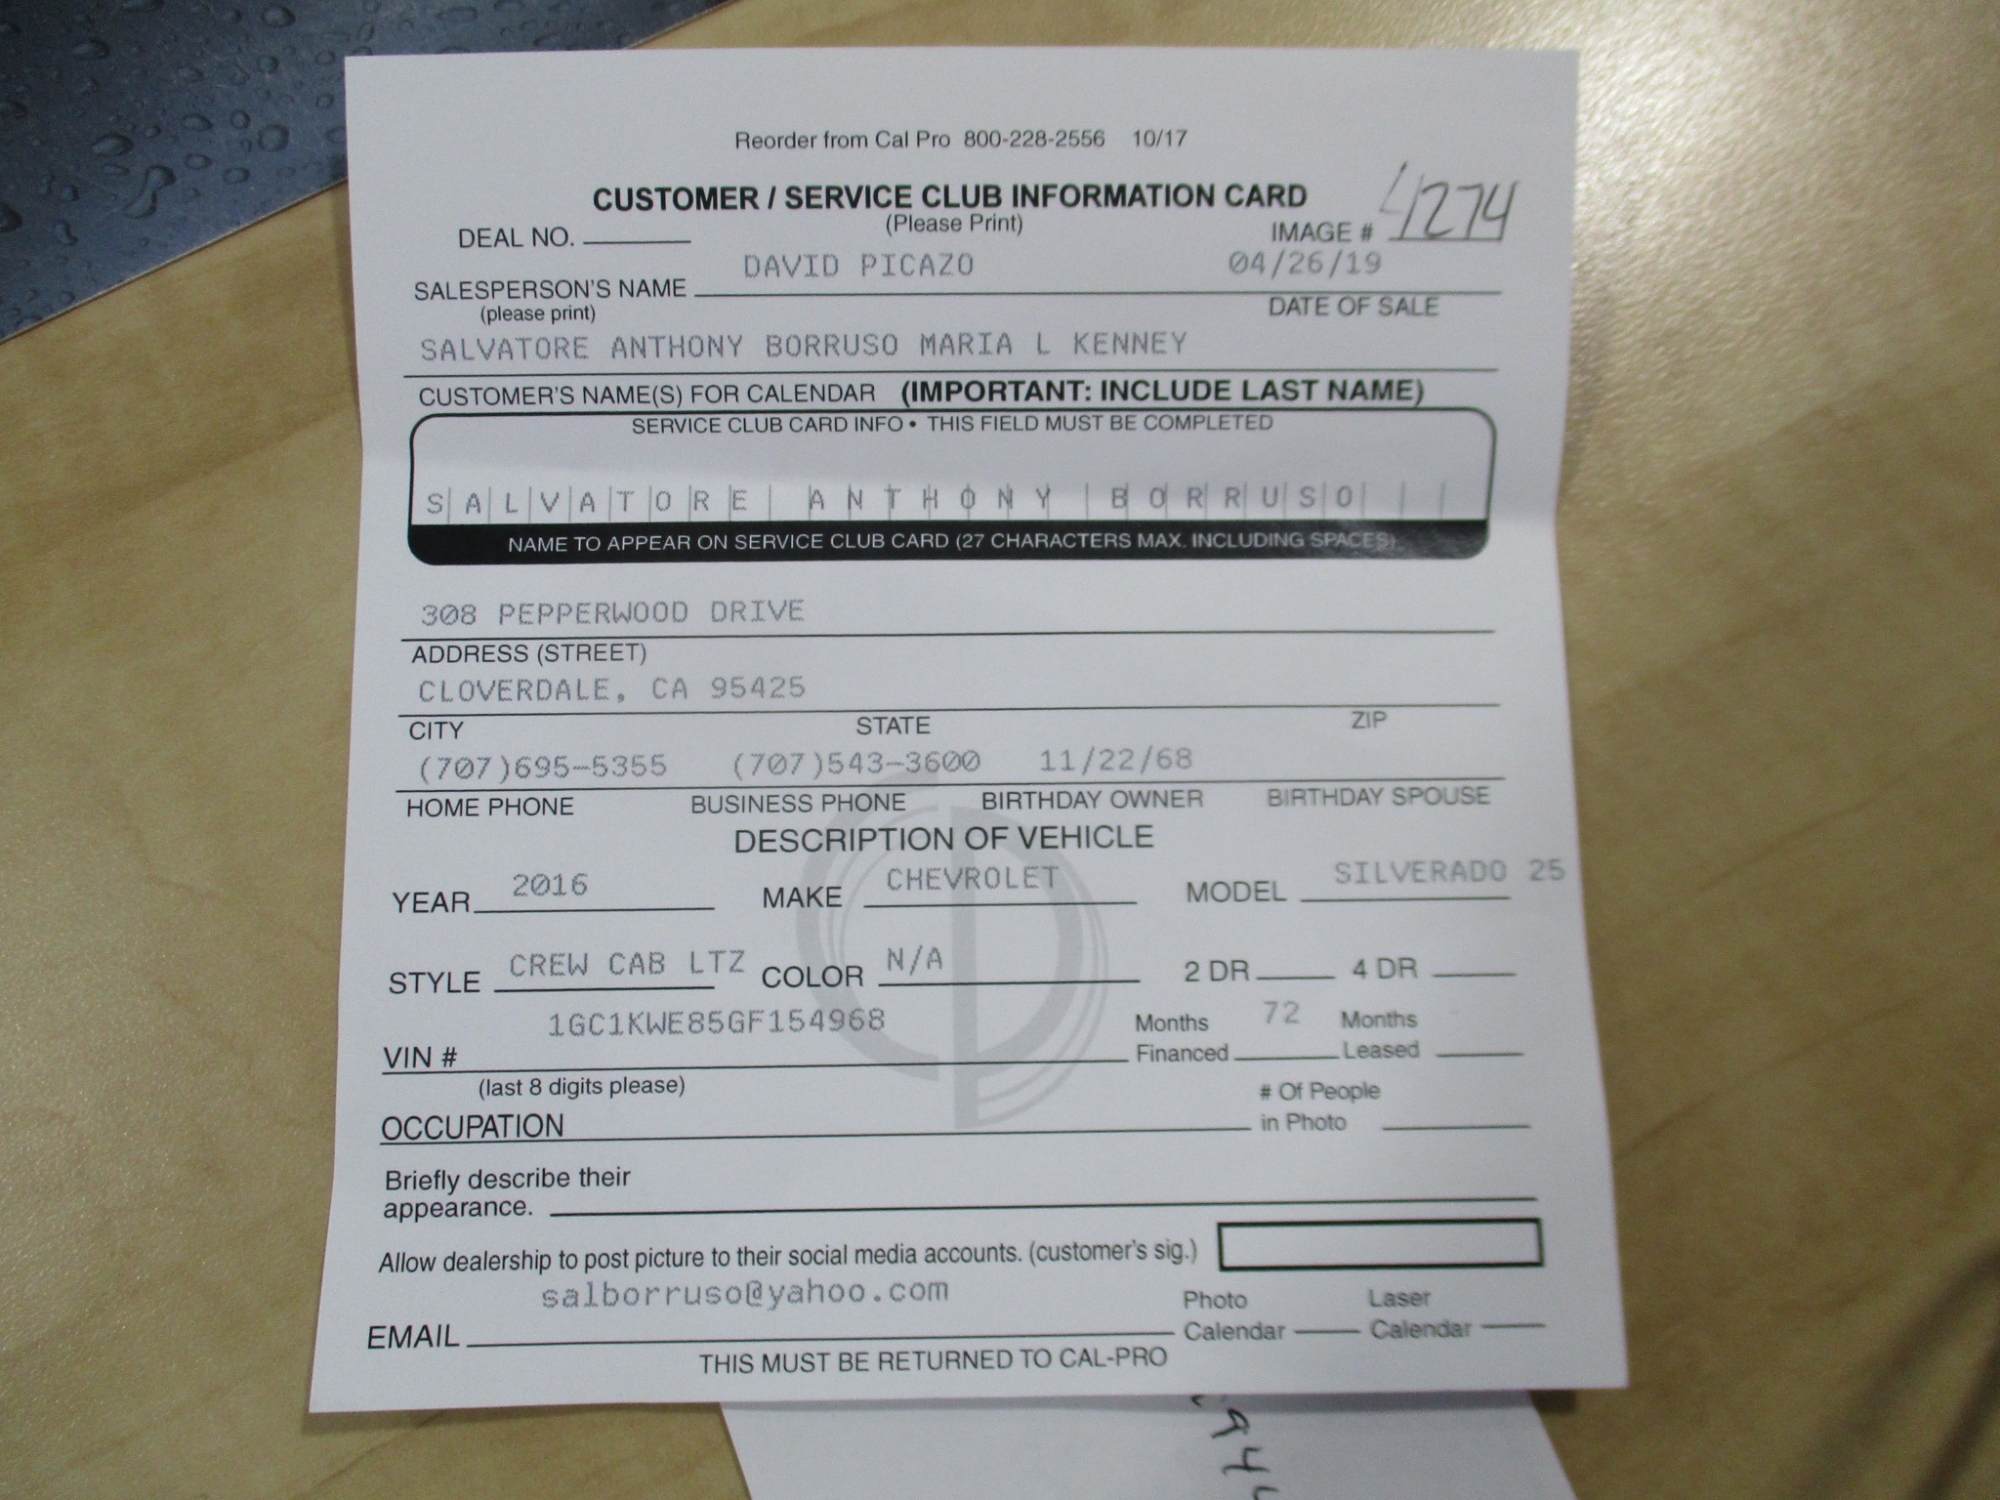 Reorder from Cal Pro 800-228-2556 10/17
CUSTOMER / SERVICE CLUB INFORMATION CARD
(Please Print)
DEAL NO. IMAGE # 4274
DAVID PICAZO 04/26/19
SALESPERSON'S NAME DATE OF SALE
(please print)
SALVATORE ANTHONY BORRUSO MARIA L KENNEY
CUSTOMER'S NAME(S) FOR CALENDAR (IMPORTANT: INCLUDE LAST NAME)
SERVICE CLUB CARD INFO • THIS FIELD MUST BE COMPLETED
SALVATORE ANTHONY BORRUSO
NAME TO APPEAR ON SERVICE CLUB CARD (27 CHARACTERS MAX. INCLUDING SPACES)
308 PEPPERWOOD DRIVE
ADDRESS (STREET)
CLOVERDALE, CA 95425
CITY STATE ZIP
(707)695-5355 (707)543-3600 11/22/68
HOME PHONE BUSINESS PHONE BIRTHDAY OWNER BIRTHDAY SPOUSE
DESCRIPTION OF VEHICLE
YEAR 2016 MAKE CHEVROLET MODEL SILVERADO 25
STYLE CREW CAB LTZ COLOR N/A 2 DR 4 DR
1GC1KWE85GF154968 Months 72 Months
VIN # Financed Leased
(last 8 digits please) # Of People
OCCUPATION in Photo
Briefly describe their
appearance.
Allow dealership to post picture to their social media accounts. (customer's sig.)
salborruso@yahoo.com Photo Laser
EMAIL Calendar Calendar
THIS MUST BE RETURNED TO CAL-PRO